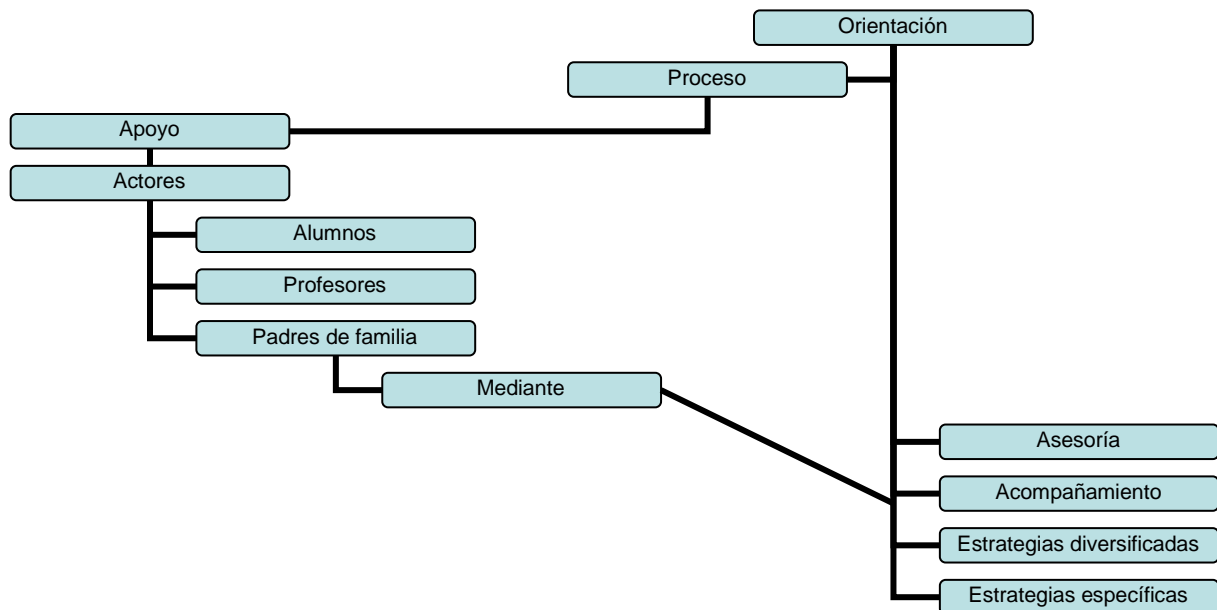 Orientación
Proceso
Apoyo
Actores
Alumnos
Profesores
Padres de familia
Mediante
Asesoría
Acompañamiento
Estrategias diversificadas
Estrategias específicas